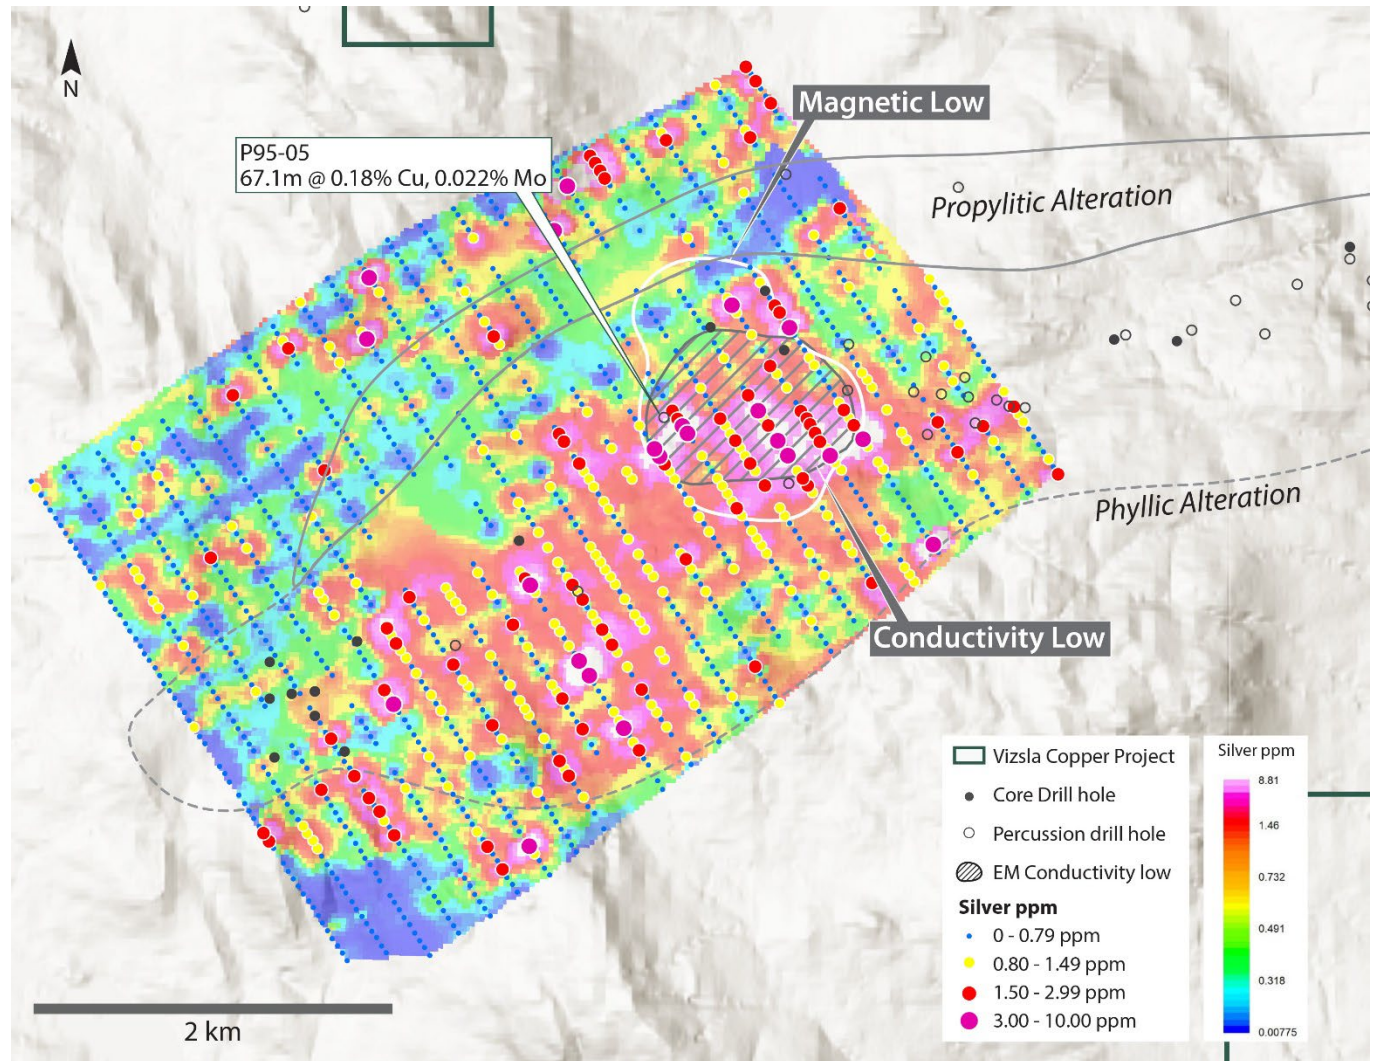 N
Magnetic Low
P95-05
67.1m @ 0.18% Cu, 0.022% Mo
Propylitic Alteration
Phyllic Alteration
Conductivity Low
Vizsla Copper Project
Core Drill hole
Percussion drill hole
EM Conductivity low
Silver ppm
0 - 0.79 ppm
0.80 - 1.49 ppm
1.50 - 2.99 ppm
3.00 - 10.00 ppm
Silver ppm
8.81
1.46
0.732
0.491
0.318
0.00775
2 km